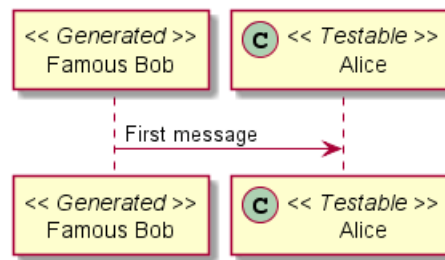 << Generated >>
Famous Bob
C << Testable >>
Alice
First message
<< Generated >>
Famous Bob
C << Testable >>
Alice